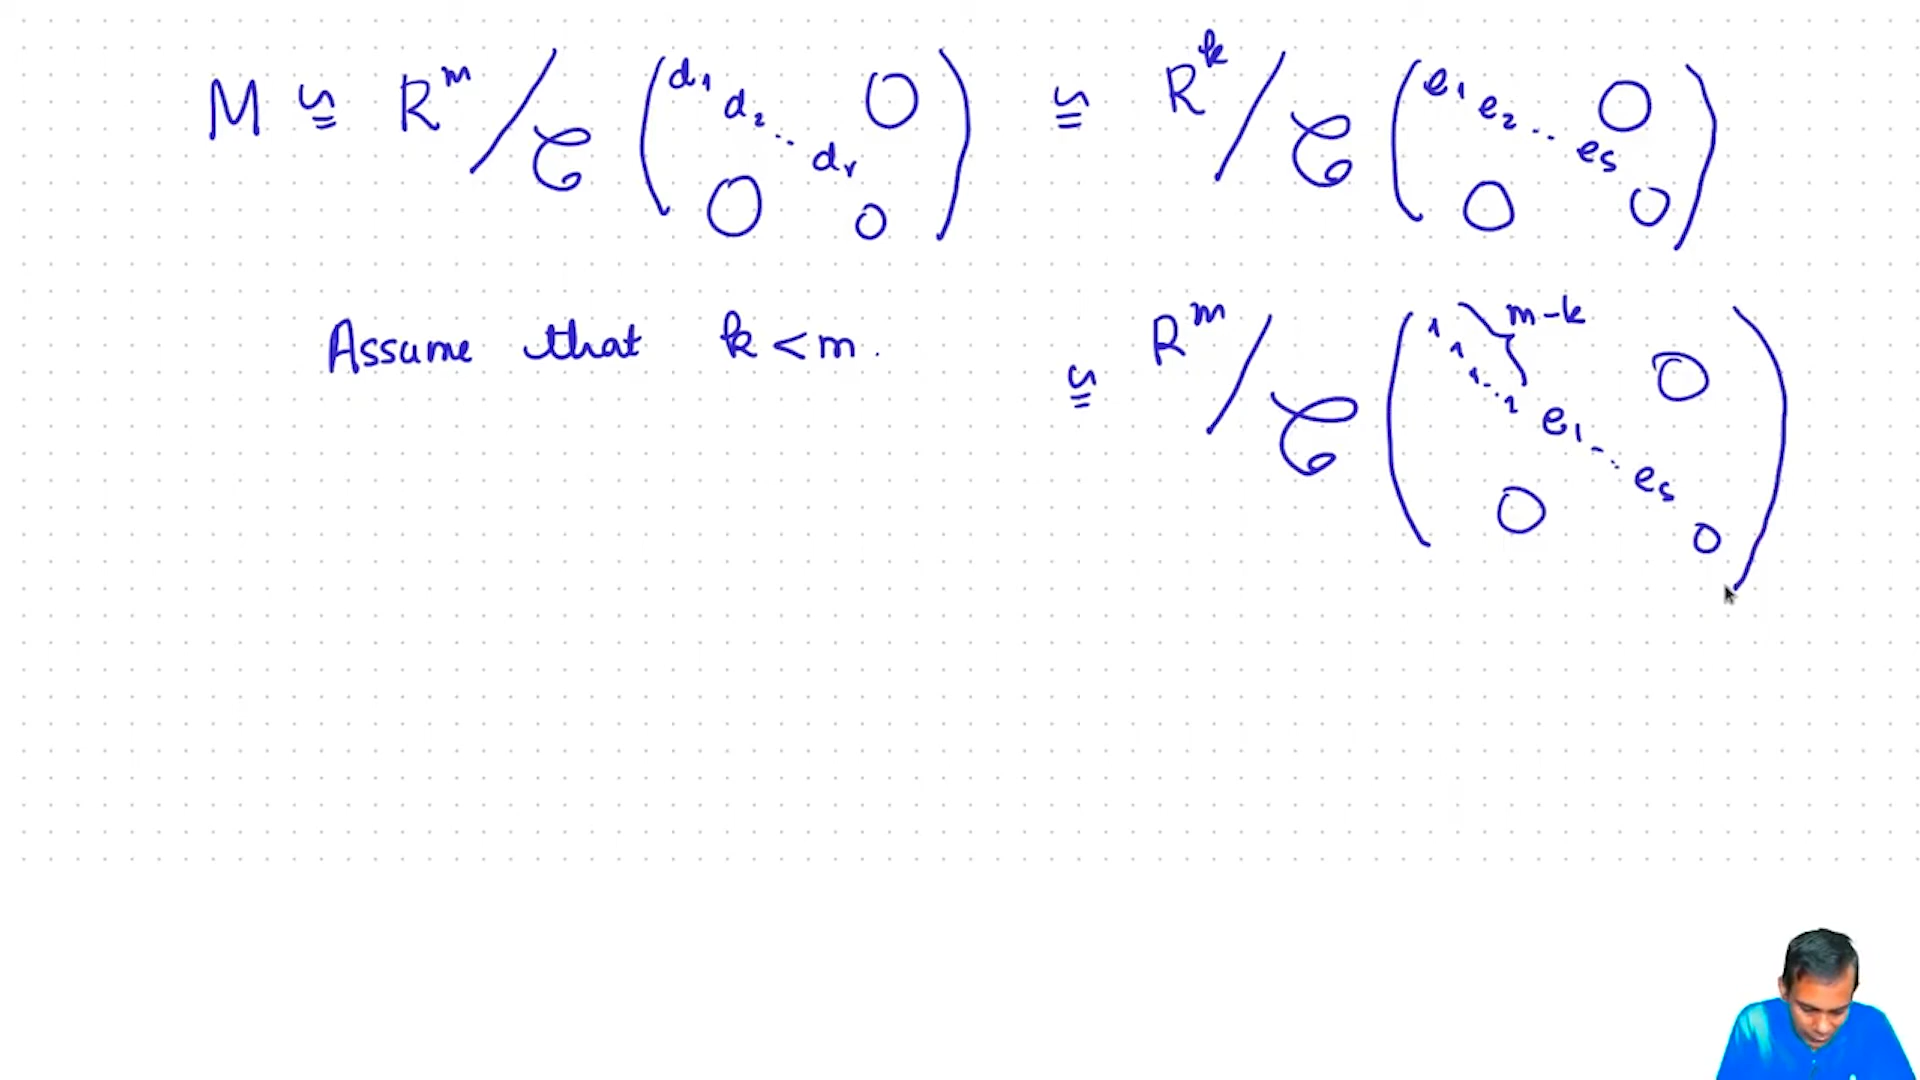 M ≅ R^m / C ( d₁ d₂ ⋱ d_r 0 0 0 ) ≅ R^k / C ( e₁ e₂ ⋱ e_s 0 0 0 )
Assume that k < m.
≅ R^m / C ( 1 1 1 ⋱ 1 } m-k e₁ ⋱ e_s 0 0 0 )